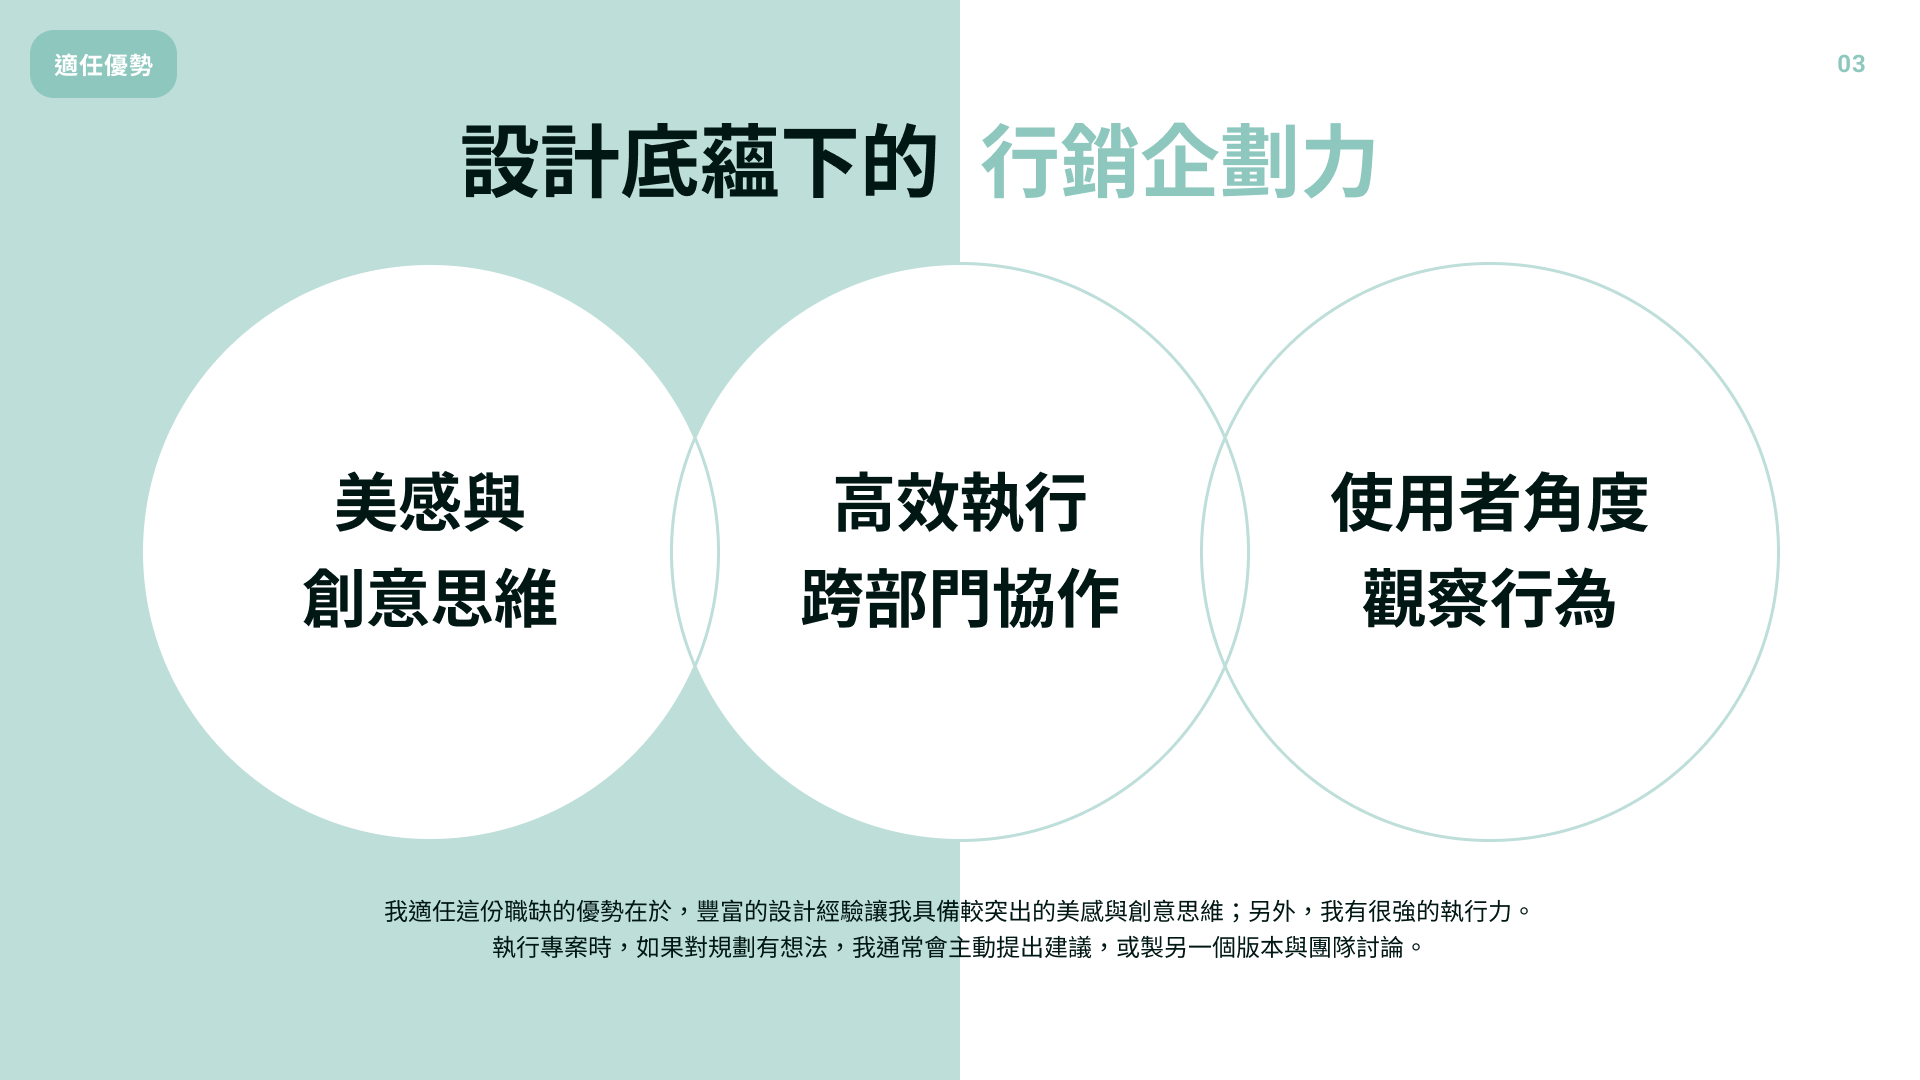 適任優勢
03
設計底蘊下的 行銷企劃力
美感與
創意思維
高效執行
跨部門協作
使用者角度
觀察行為
我適任這份職缺的優勢在於，豐富的設計經驗讓我具備較突出的美感與創意思維；另外，我有很強的執行力。
執行專案時，如果對規劃有想法，我通常會主動提出建議，或製另一個版本與團隊討論。